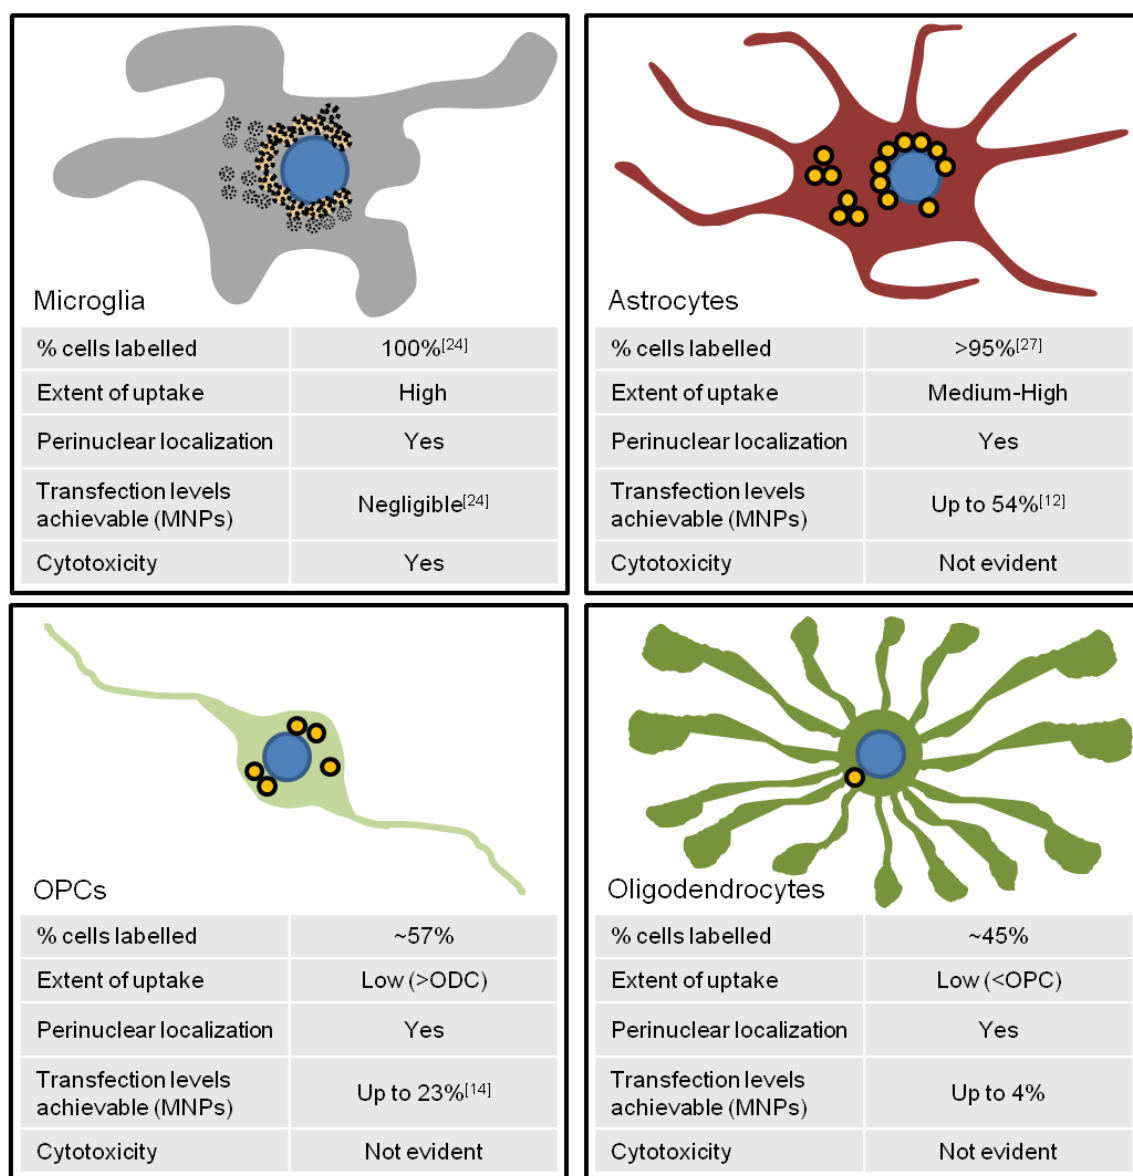 Microglia
% cells labelled 100%[24]
Extent of uptake High
Perinuclear localization Yes
Transfection levels
achievable (MNPs) Negligible[24]
Cytotoxicity Yes
Astrocytes
% cells labelled >95%[27]
Extent of uptake Medium-High
Perinuclear localization Yes
Transfection levels
achievable (MNPs) Up to 54%[12]
Cytotoxicity Not evident
OPCs
% cells labelled ~57%
Extent of uptake Low (>ODC)
Perinuclear localization Yes
Transfection levels
achievable (MNPs) Up to 23%[14]
Cytotoxicity Not evident
Oligodendrocytes
% cells labelled ~45%
Extent of uptake Low (<OPC)
Perinuclear localization Yes
Transfection levels
achievable (MNPs) Up to 4%
Cytotoxicity Not evident